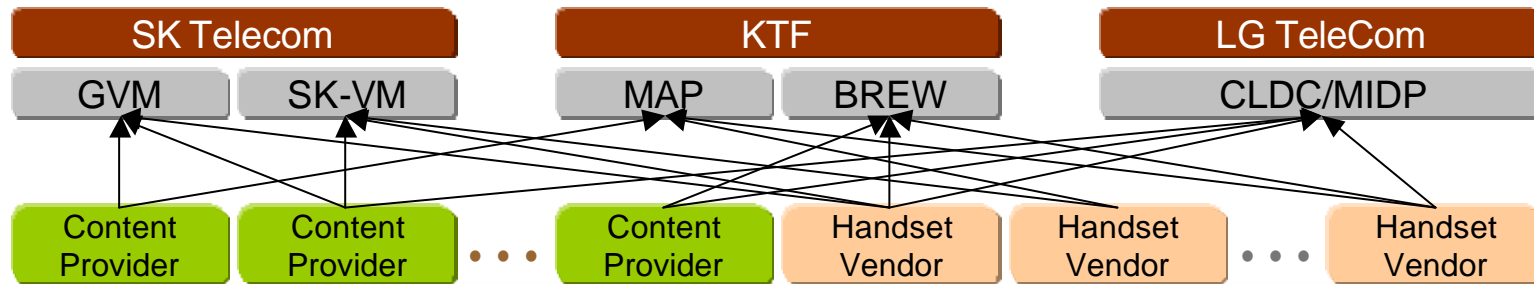 SK Telecom
KTF
LG TeleCom
GVM
SK-VM
MAP
BREW
CLDC/MIDP
Content
Provider
Content
Provider
Content
Provider
Handset
Vendor
Handset
Vendor
Handset
Vendor